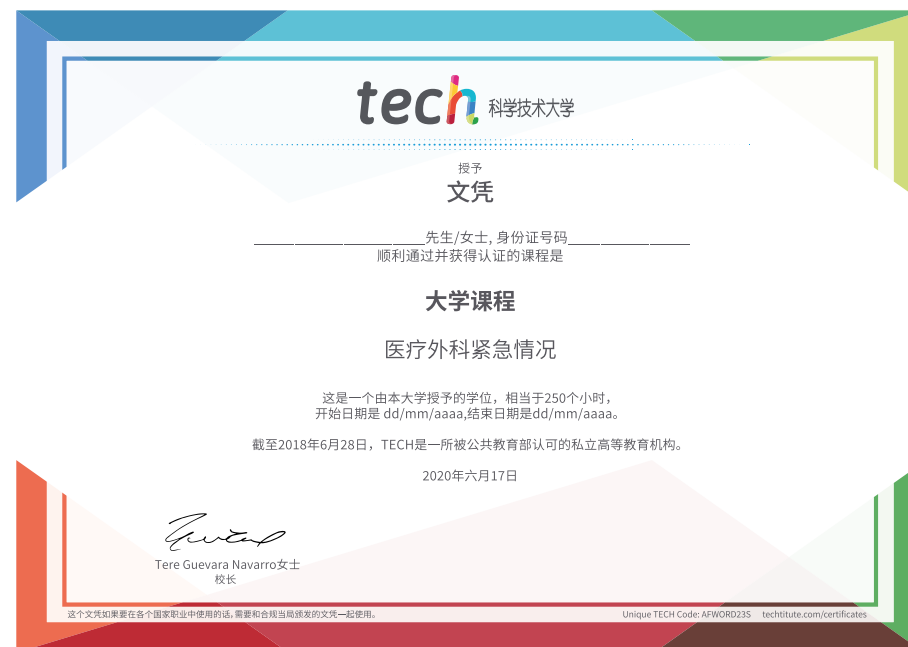 tech 科学技术大学
授予
文凭
先生/女士, 身份证号码
顺利通过并获得认证的课程是
大学课程
医疗外科紧急情况
这是一个由本大学授予的学位，相当于250个小时，
开始日期是 dd/mm/aaaa,结束日期是dd/mm/aaaa。
截至2018年6月28日，TECH是一所被公共教育部认可的私立高等教育机构。
2020年六月17日
Tere Guevara Navarro女士
校长
这个文凭如果要在各个国家职业中使用的话,需要和合规当局颁发的文凭一起使用。
Unique TECH Code: AFWORD23S techtitute.com/certificates